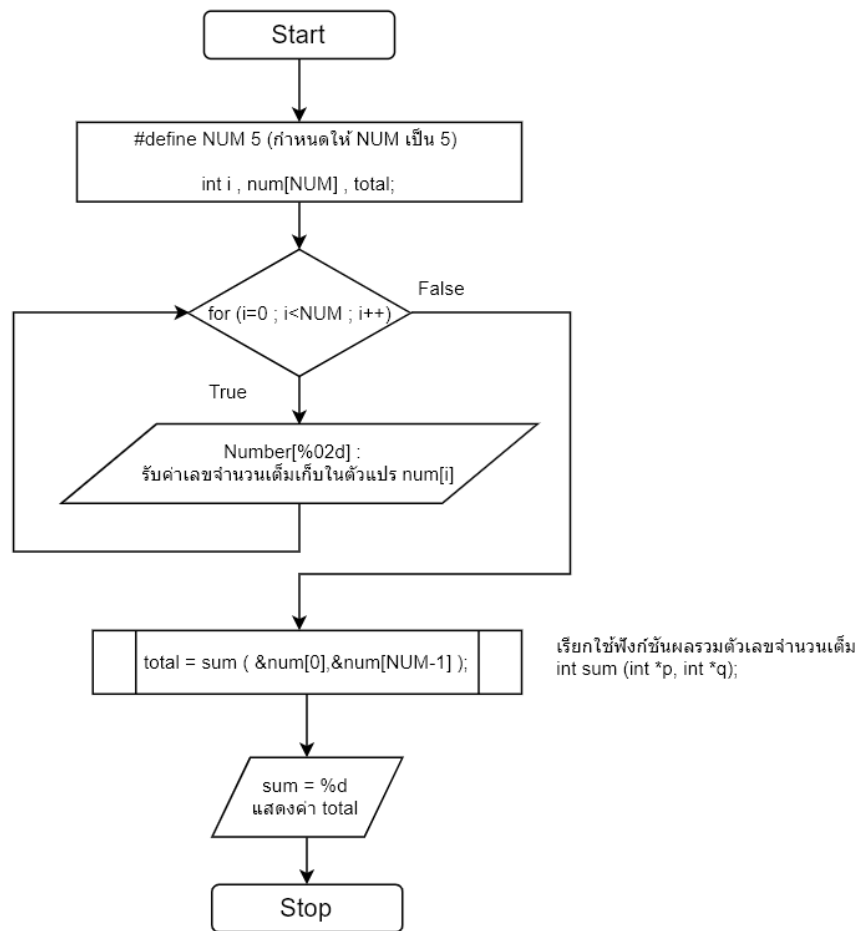 Start
#define NUM 5 (กำหนดให้ NUM เป็น 5)
int i , num[NUM] , total;
for (i=0 ; i<NUM ; i++)
False
True
Number[%02d] :
รับค่าเลขจำนวนเต็มเก็บในตัวแปร num[i]
total = sum ( &num[0],&num[NUM-1] );
เรียกใช้ฟังก์ชันผลรวมตัวเลขจำนวนเต็ม
int sum (int *p, int *q);
sum = %d
แสดงค่า total
Stop